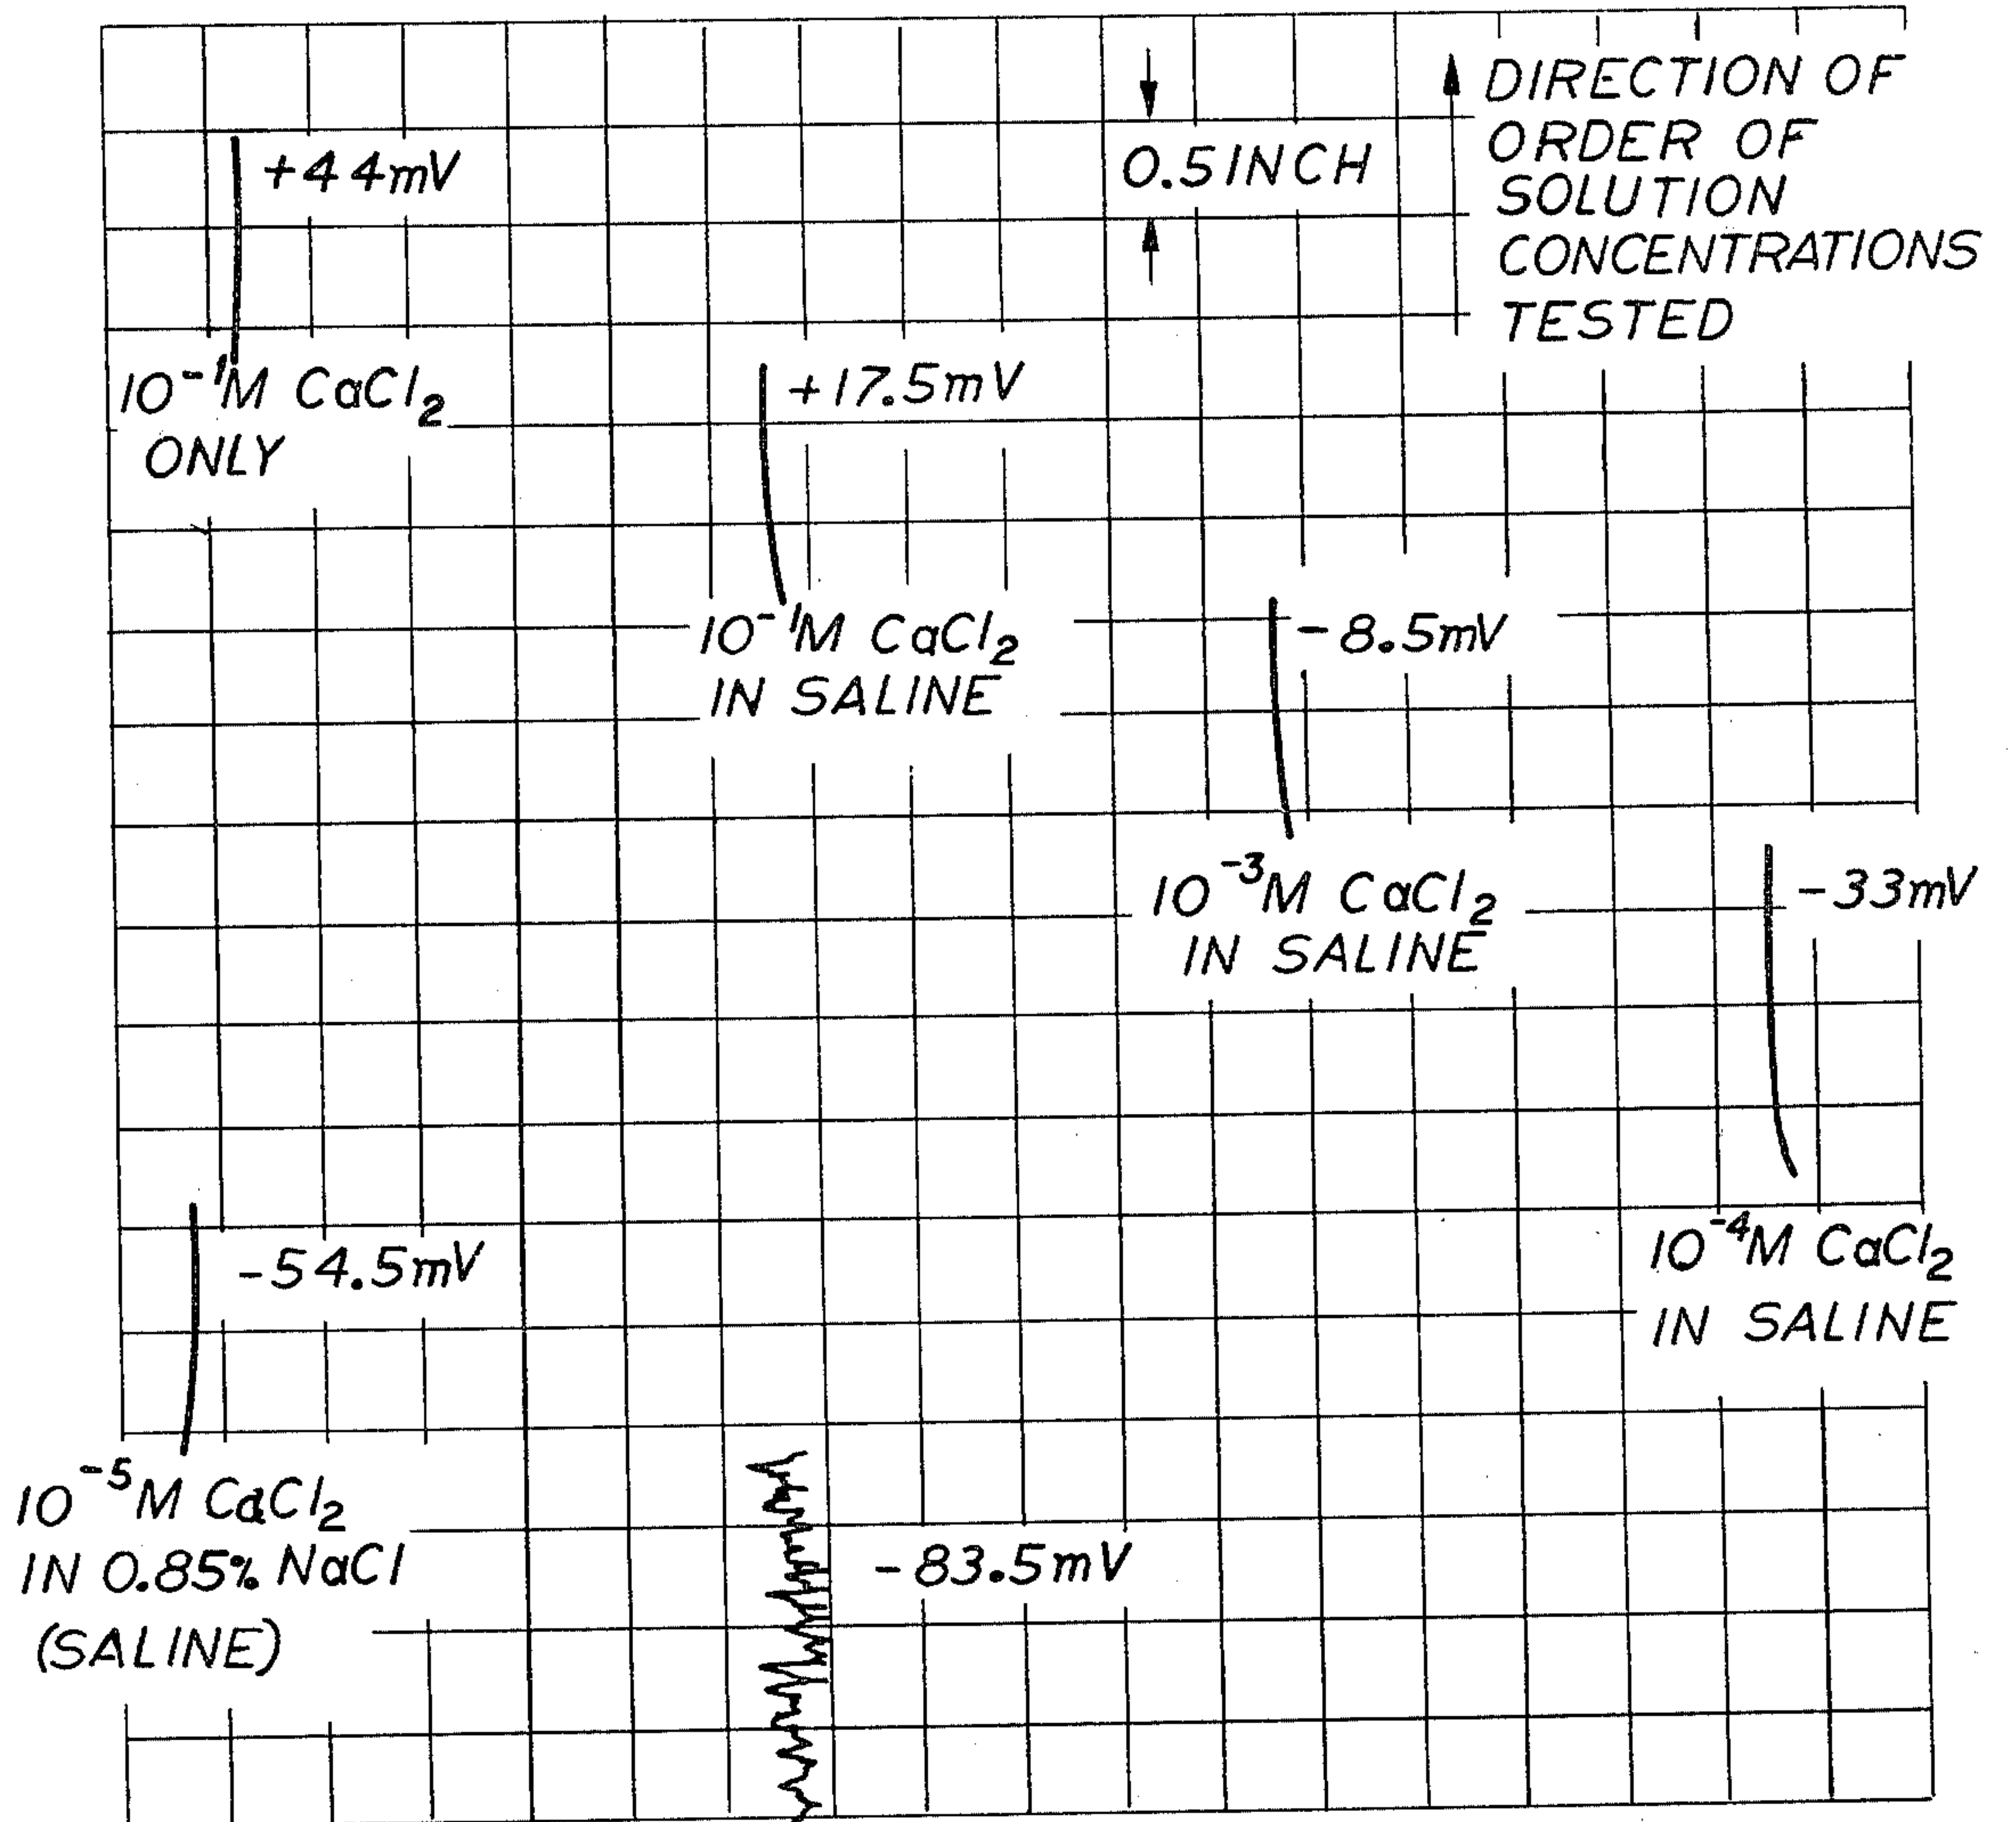 DIRECTION OF
ORDER OF
SOLUTION
CONCENTRATIONS
TESTED
0.5 INCH
+44mV
10⁻¹M CaCl₂
ONLY
+17.5mV
10⁻¹M CaCl₂
IN SALINE
-8.5mV
10⁻³M CaCl₂
IN SALINE
-33mV
10⁻⁴M CaCl₂
IN SALINE
-54.5mV
10⁻⁵M CaCl₂
IN 0.85% NaCl
(SALINE)
-83.5mV